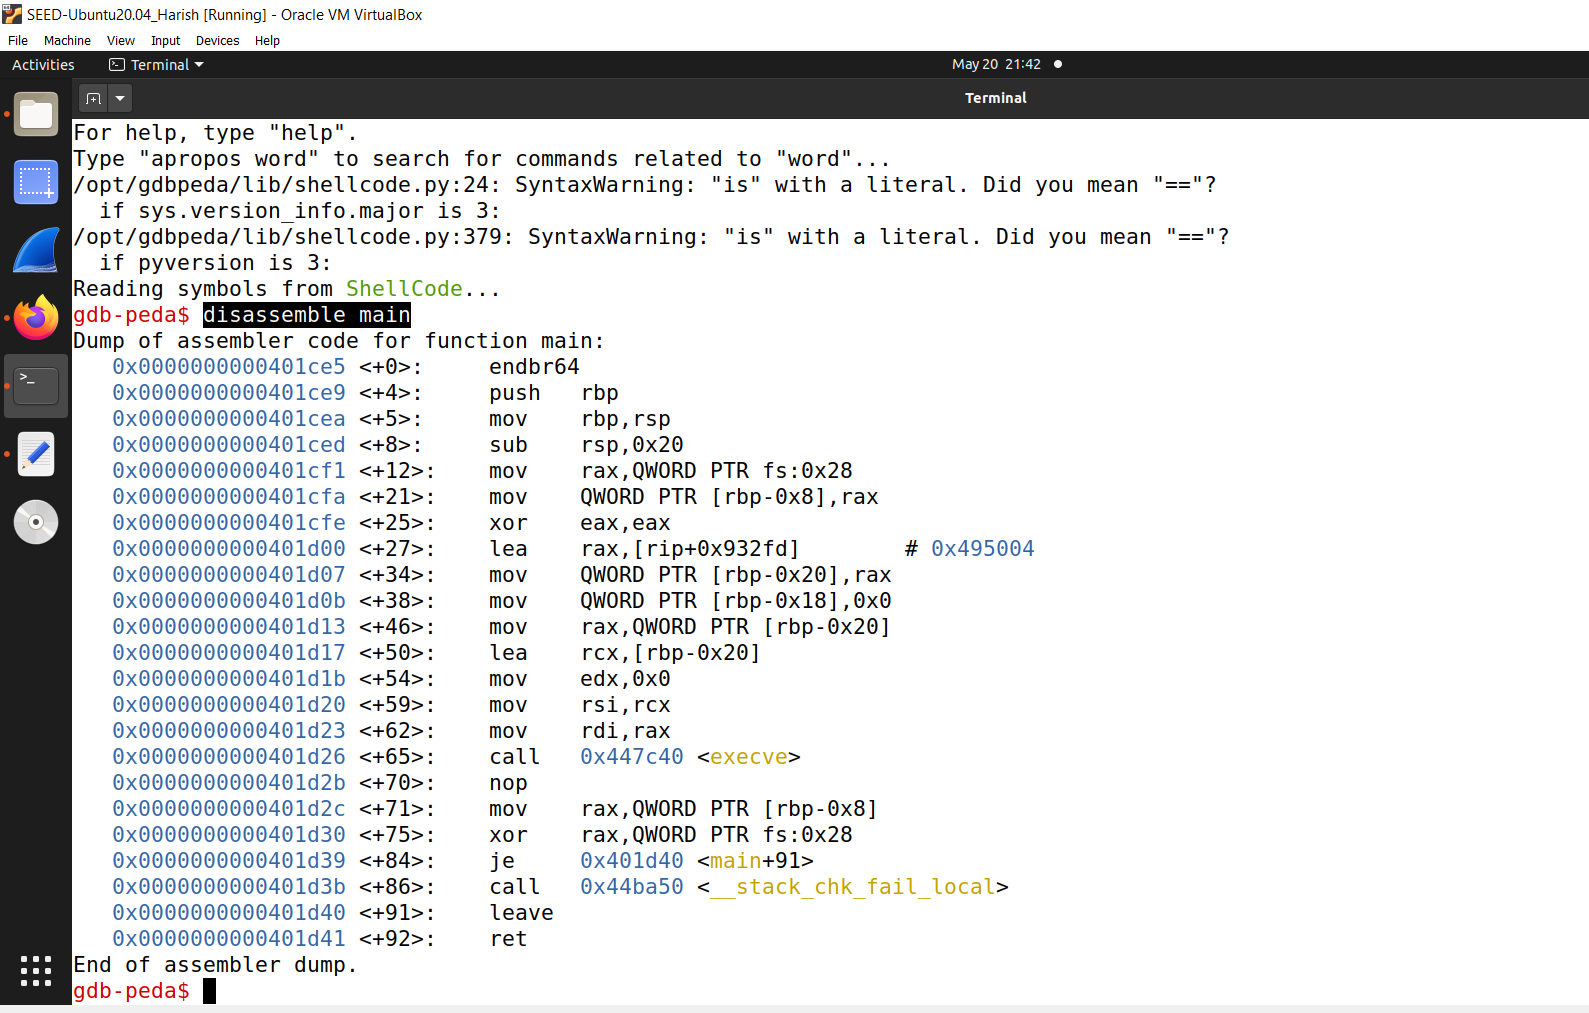 SEED-Ubuntu20.04_Harish [Running] - Oracle VM VirtualBox
File Machine View Input Devices Help
Activities Terminal May 20 21:42
Terminal
For help, type "help".
Type "apropos word" to search for commands related to "word"...
/opt/gdbpeda/lib/shellcode.py:24: SyntaxWarning: "is" with a literal. Did you mean "=="?
  if sys.version_info.major is 3:
/opt/gdbpeda/lib/shellcode.py:379: SyntaxWarning: "is" with a literal. Did you mean "=="?
  if pyversion is 3:
Reading symbols from ShellCode...
gdb-peda$ disassemble main
Dump of assembler code for function main:
   0x0000000000401ce5 <+0>:     endbr64
   0x0000000000401ce9 <+4>:     push   rbp
   0x0000000000401cea <+5>:     mov    rbp,rsp
   0x0000000000401ced <+8>:     sub    rsp,0x20
   0x0000000000401cf1 <+12>:    mov    rax,QWORD PTR fs:0x28
   0x0000000000401cfa <+21>:    mov    QWORD PTR [rbp-0x8],rax
   0x0000000000401cfe <+25>:    xor    eax,eax
   0x0000000000401d00 <+27>:    lea    rax,[rip+0x932fd]        # 0x495004
   0x0000000000401d07 <+34>:    mov    QWORD PTR [rbp-0x20],rax
   0x0000000000401d0b <+38>:    mov    QWORD PTR [rbp-0x18],0x0
   0x0000000000401d13 <+46>:    mov    rax,QWORD PTR [rbp-0x20]
   0x0000000000401d17 <+50>:    lea    rcx,[rbp-0x20]
   0x0000000000401d1b <+54>:    mov    edx,0x0
   0x0000000000401d20 <+59>:    mov    rsi,rcx
   0x0000000000401d23 <+62>:    mov    rdi,rax
   0x0000000000401d26 <+65>:    call   0x447c40 <execve>
   0x0000000000401d2b <+70>:    nop
   0x0000000000401d2c <+71>:    mov    rax,QWORD PTR [rbp-0x8]
   0x0000000000401d30 <+75>:    xor    rax,QWORD PTR fs:0x28
   0x0000000000401d39 <+84>:    je     0x401d40 <main+91>
   0x0000000000401d3b <+86>:    call   0x44ba50 <__stack_chk_fail_local>
   0x0000000000401d40 <+91>:    leave
   0x0000000000401d41 <+92>:    ret
End of assembler dump.
gdb-peda$